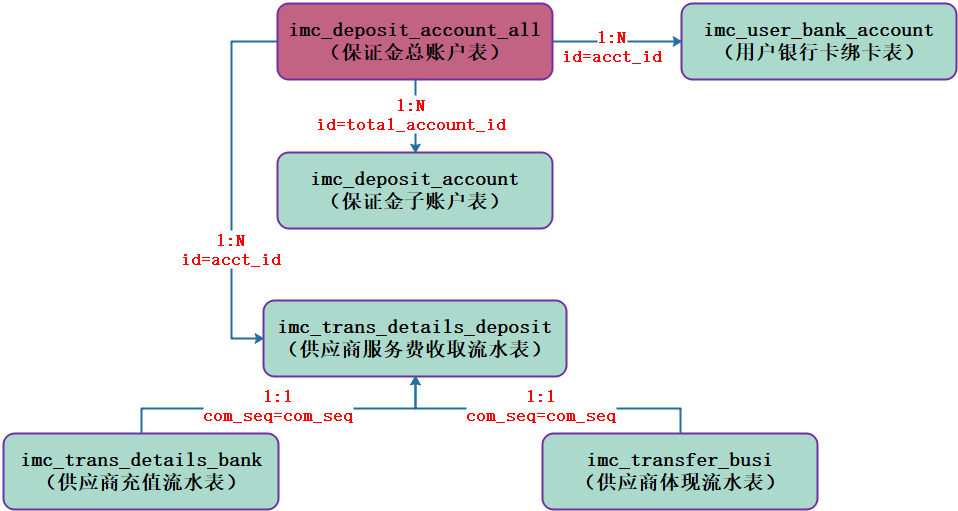 imc_deposit_account_all
（保证金总账户表）
1:N
id=acct_id
imc_user_bank_account
（用户银行卡绑卡表）
1:N
id=total_account_id
imc_deposit_account
（保证金子账户表）
1:N
id=acct_id
imc_trans_details_deposit
（供应商服务费收取流水表）
1:1
com_seq=com_seq
1:1
com_seq=com_seq
imc_trans_details_bank
（供应商充值流水表）
imc_transfer_busi
（供应商体现流水表）